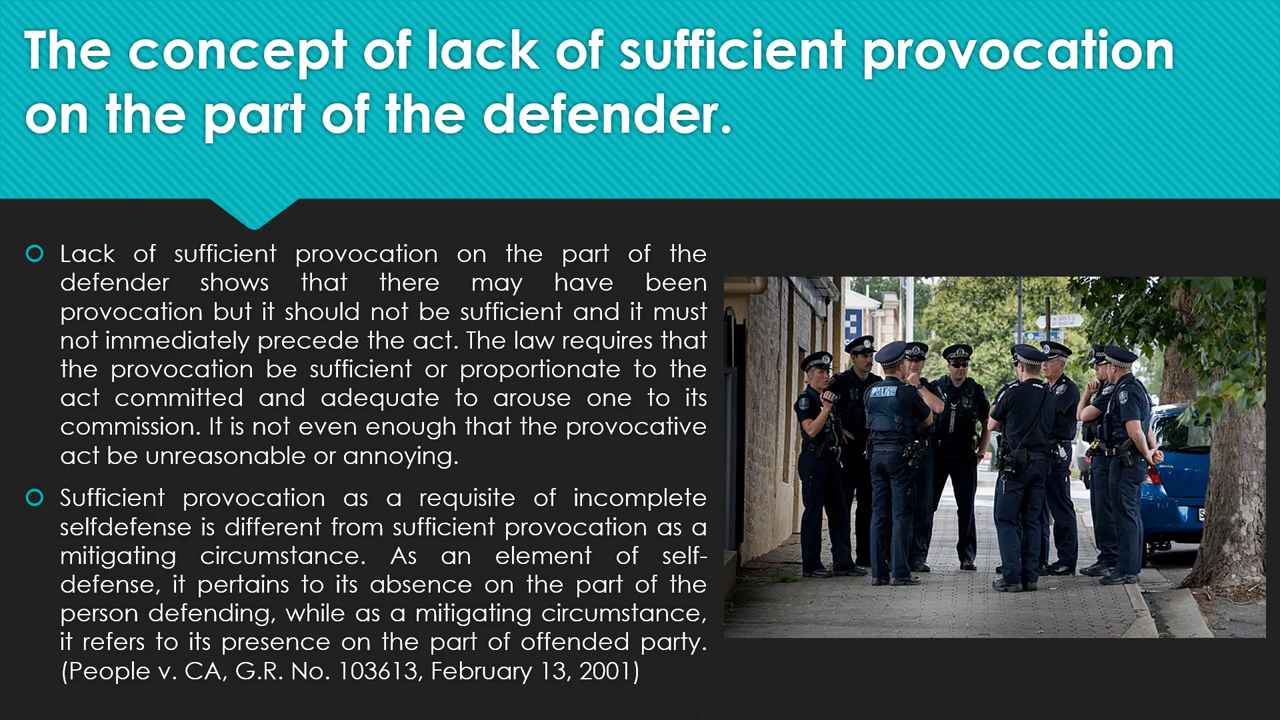 The concept of lack of sufficient provocation
on the part of the defender.
Lack of sufficient provocation on the part of the
defender shows that there may have been
provocation but it should not be sufficient and it must
not immediately precede the act. The law requires that
the provocation be sufficient or proportionate to the
act committed and adequate to arouse one to its
commission. It is not even enough that the provocative
act be unreasonable or annoying.
Sufficient provocation as a requisite of incomplete
selfdefense is different from sufficient provocation as a
mitigating circumstance. As an element of self-
defense, it pertains to its absence on the part of the
person defending, while as a mitigating circumstance,
it refers to its presence on the part of offended party.
(People v. CA, G.R. No. 103613, February 13, 2001)